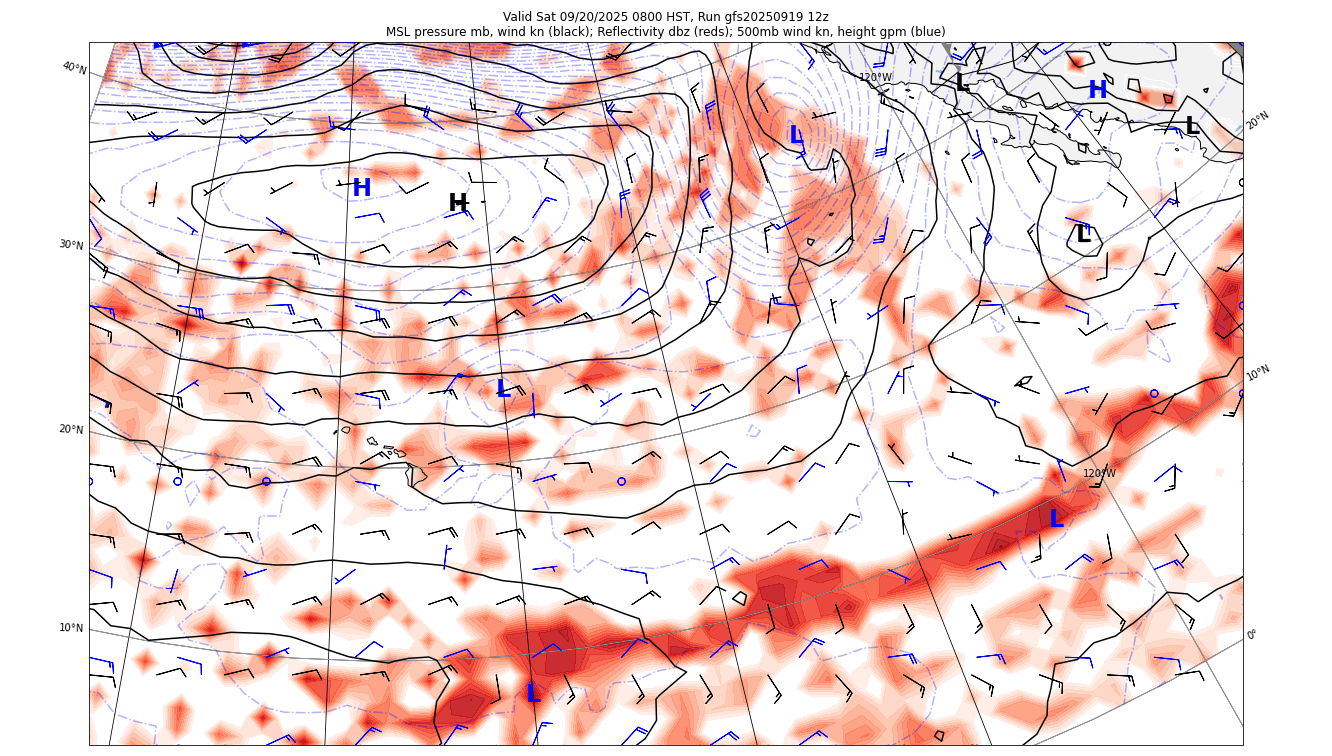 Valid Sat 09/20/2025 0800 HST, Run gfs20250919 12z
MSL pressure mb, wind kn (black); Reflectivity dbz (reds); 500mb wind kn, height gpm (blue)
40°N
120°W
L
H
20°N
L
L
H
H
30°N
L
10°N
L
20°N
120°W
L
10°N
0°
L